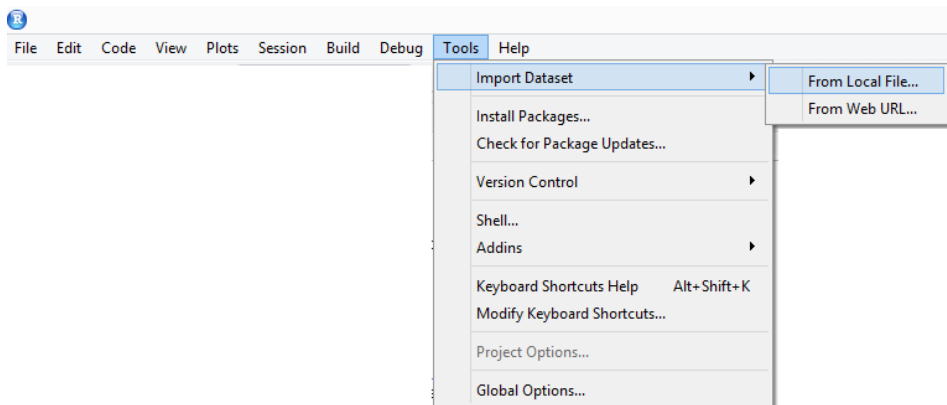 R
File Edit Code View Plots Session Build Debug Tools Help
Import Dataset
From Local File...
From Web URL...
Install Packages...
Check for Package Updates...
Version Control
Shell...
Addins
Keyboard Shortcuts Help Alt+Shift+K
Modify Keyboard Shortcuts...
Project Options...
Global Options...